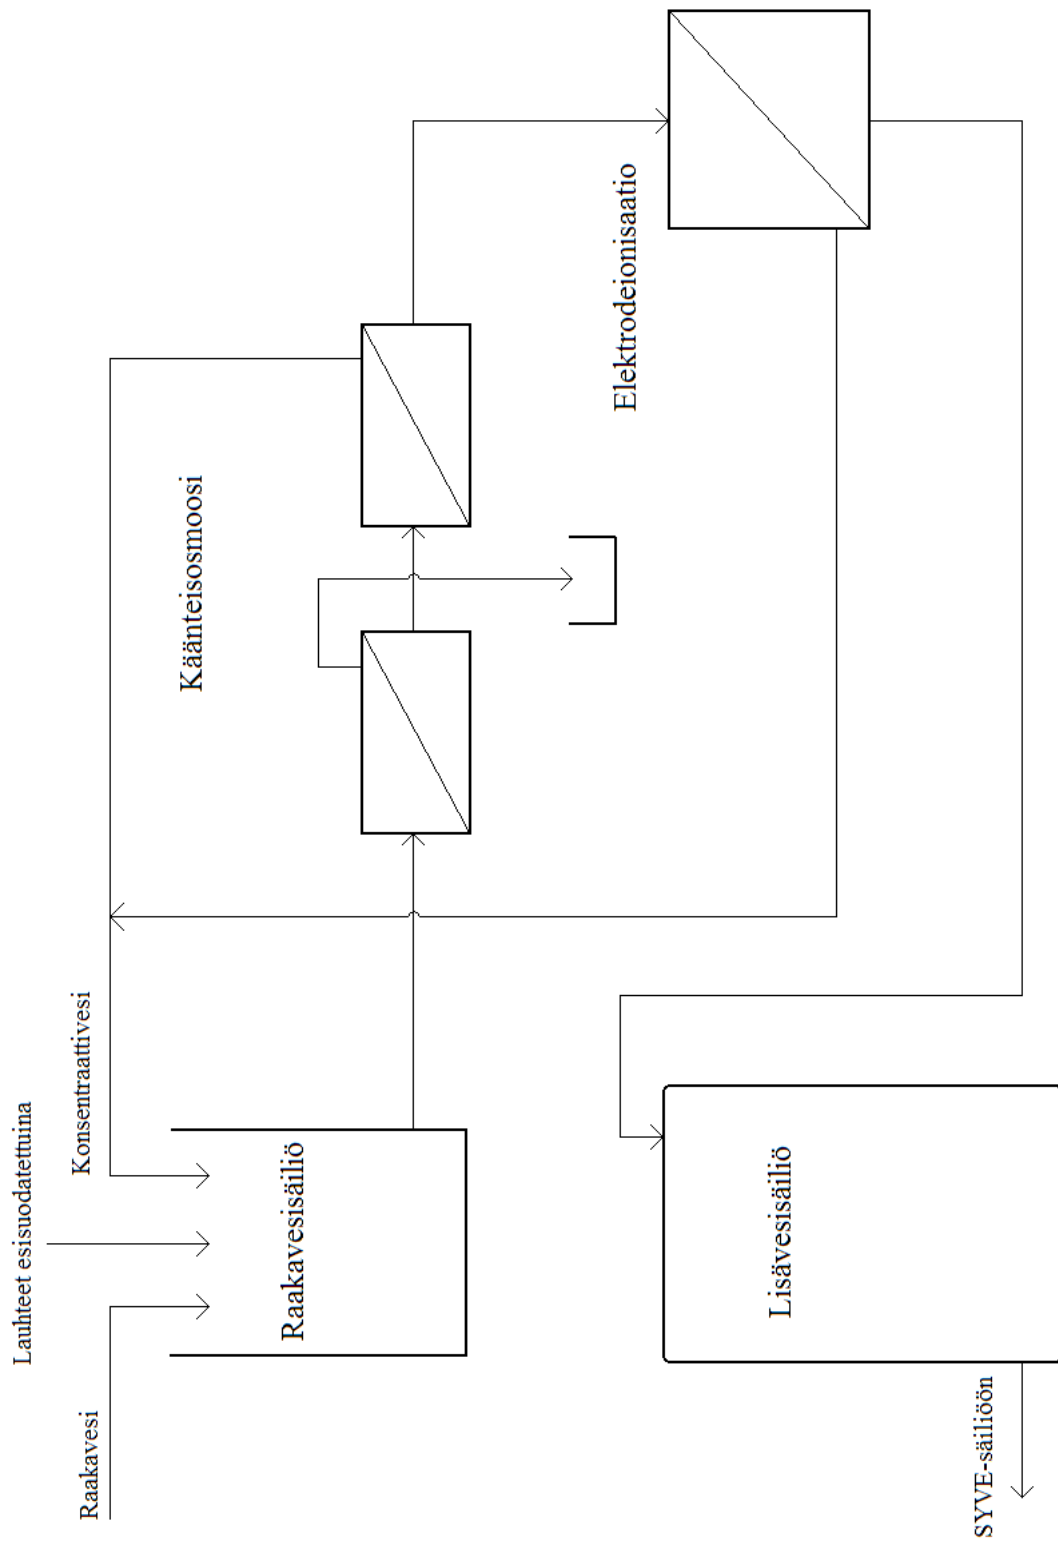 Raakavesi
Lauhteet esisuodatettuina
Konsentraattivesi
Raakavesisäiliö
Käänteisosmoosi
Elektrodeionisaatio
Lisävesisäiliö
SYVE-säiliöön